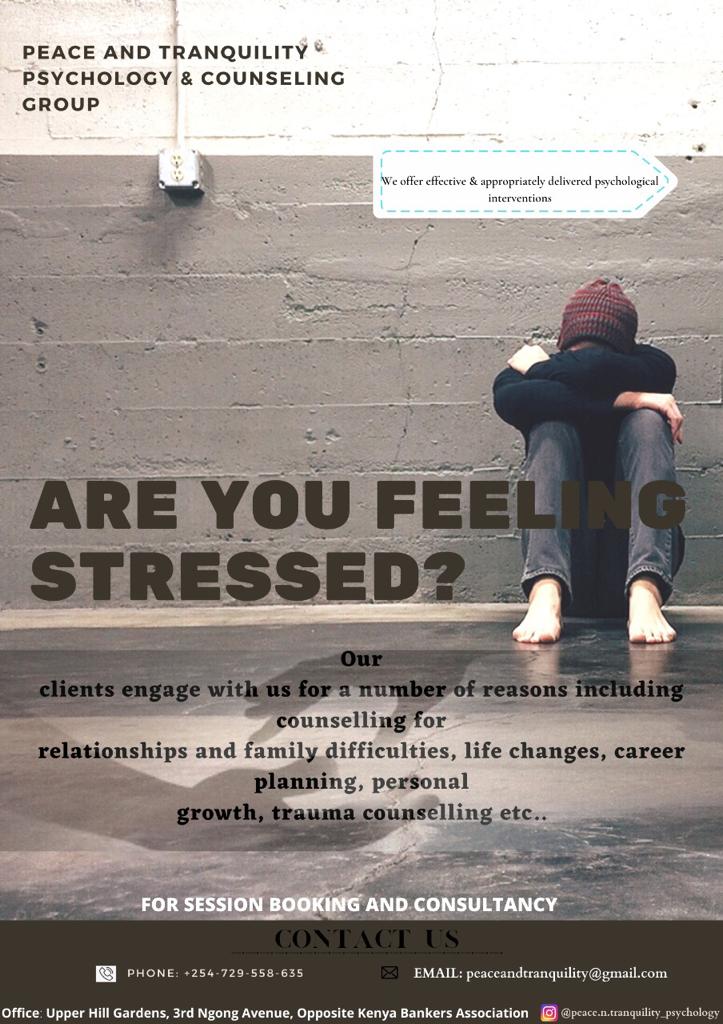 PEACE AND TRANQUILITY
PSYCHOLOGY & COUNSELING
GROUP
We offer effective & appropriately delivered psychological
interventions
ARE YOU FEELING
STRESSED?
Our
clients engage with us for a number of reasons including
counselling for
relationships and family difficulties, life changes, career
planning, personal
growth, trauma counselling etc..
FOR SESSION BOOKING AND CONSULTANCY
CONTACT US
PHONE: +254-729-558-635
EMAIL: peaceandtranquility@gmail.com
Office: Upper Hill Gardens, 3rd Ngong Avenue, Opposite Kenya Bankers Association
@peace.n.tranquility_psychology